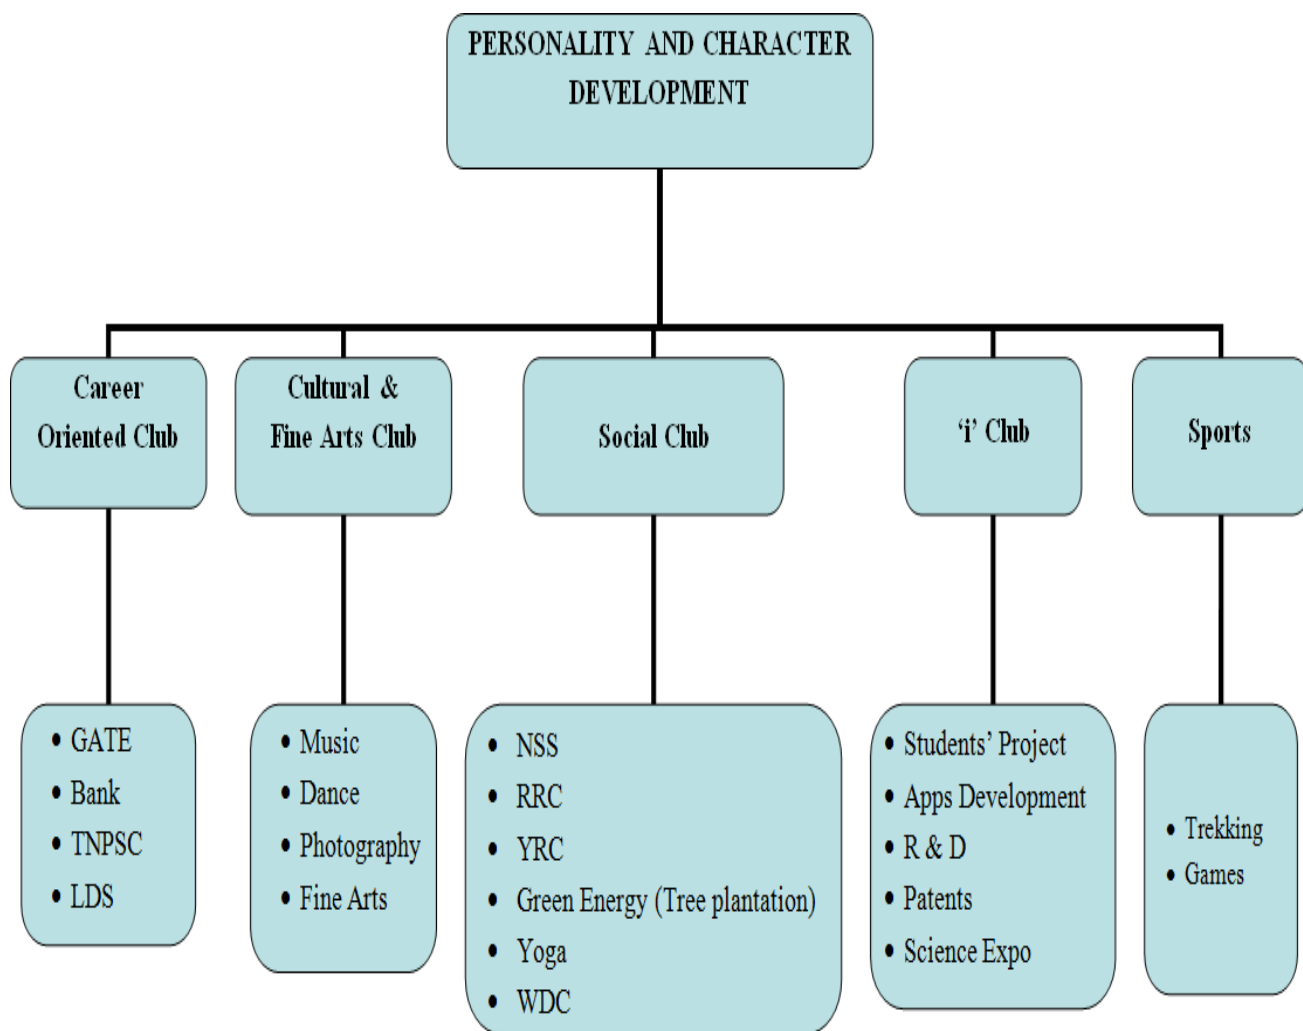 PERSONALITY AND CHARACTER
DEVELOPMENT
Career
Oriented Club
Cultural &
Fine Arts Club
Social Club
‘i’ Club
Sports
• GATE
• Bank
• TNPSC
• LDS
• Music
• Dance
• Photography
• Fine Arts
• NSS
• RRC
• YRC
• Green Energy (Tree plantation)
• Yoga
• WDC
• Students’ Project
• Apps Development
• R & D
• Patents
• Science Expo
• Trekking
• Games